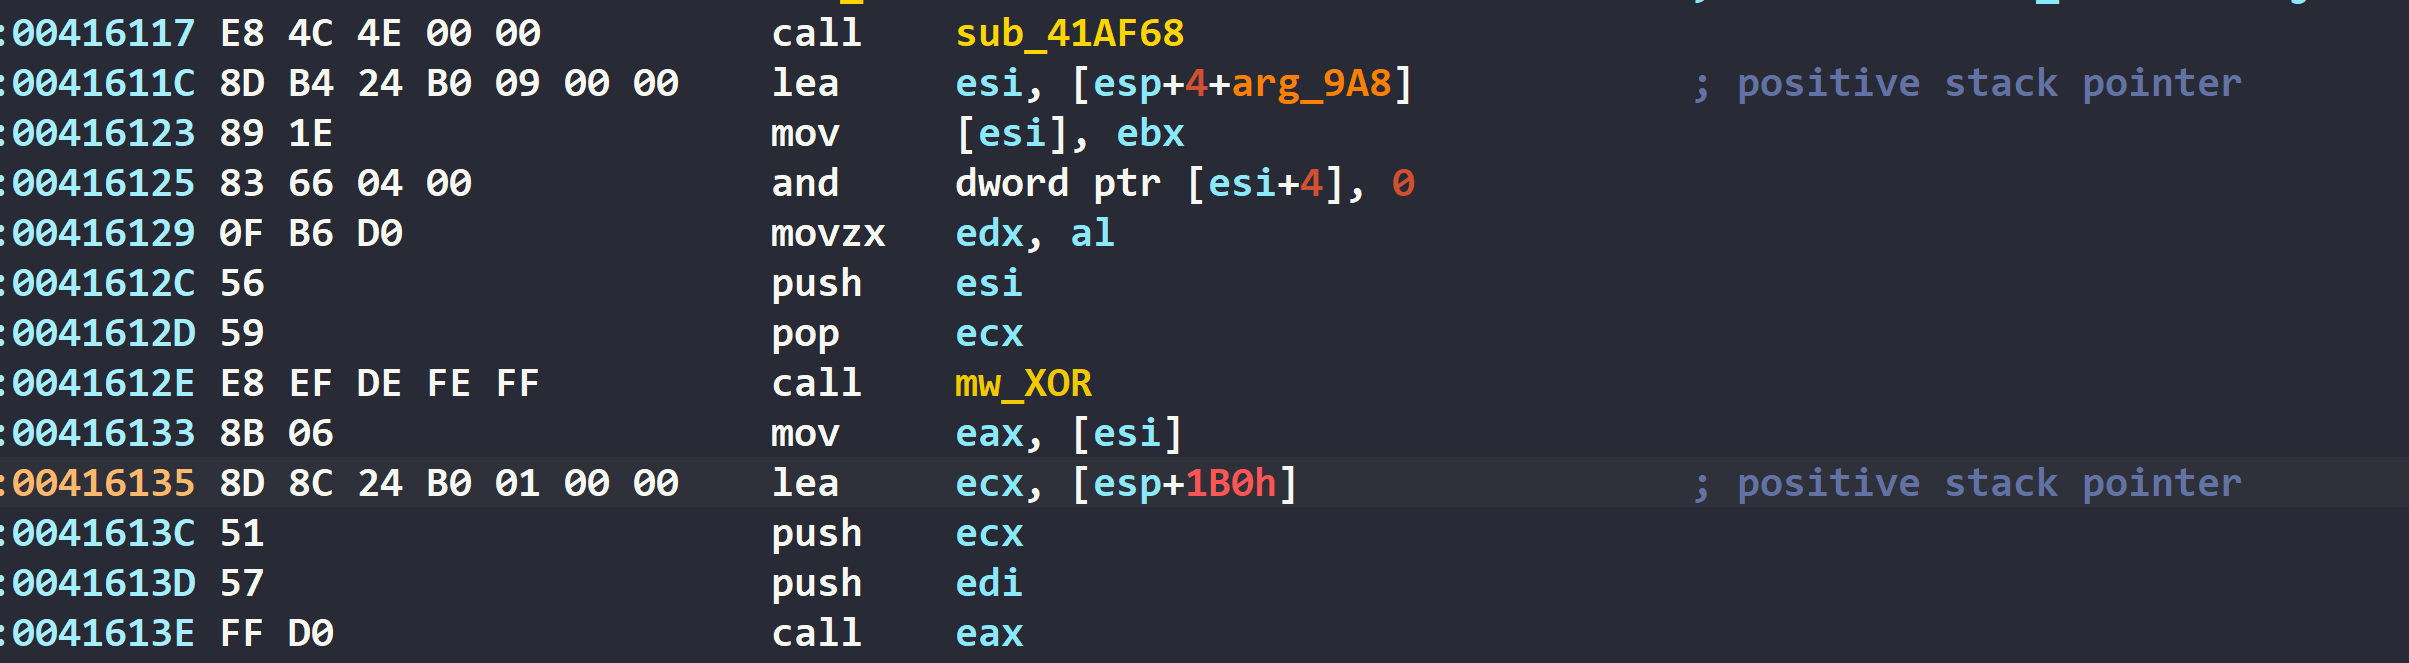 :00416117 E8 4C 4E 00 00 call sub_41AF68
:0041611C 8D B4 24 B0 09 00 00 lea esi, [esp+4+arg_9A8] ; positive stack pointer
:00416123 89 1E mov [esi], ebx
:00416125 83 66 04 00 and dword ptr [esi+4], 0
:00416129 0F B6 D0 movzx edx, al
:0041612C 56 push esi
:0041612D 59 pop ecx
:0041612E E8 EF DE FE FF call mw_XOR
:00416133 8B 06 mov eax, [esi]
:00416135 8D 8C 24 B0 01 00 00 lea ecx, [esp+1B0h] ; positive stack pointer
:0041613C 51 push ecx
:0041613D 57 push edi
:0041613E FF D0 call eax